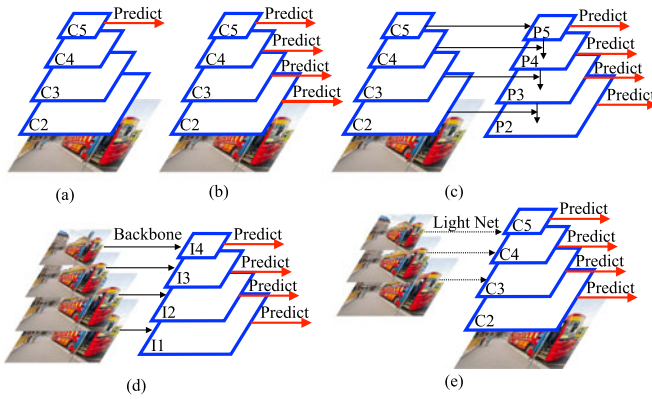 C5
Predict
C4
C3
C2
(a)
C5
Predict
C4
Predict
C3
Predict
C2
Predict
(b)
C5
C4
C3
C2
P5
Predict
P4
Predict
P3
Predict
P2
Predict
(c)
Backbone
I4
Predict
I3
Predict
I2
Predict
I1
Predict
(d)
Light Net
C5
Predict
C4
Predict
C3
Predict
C2
Predict
(e)